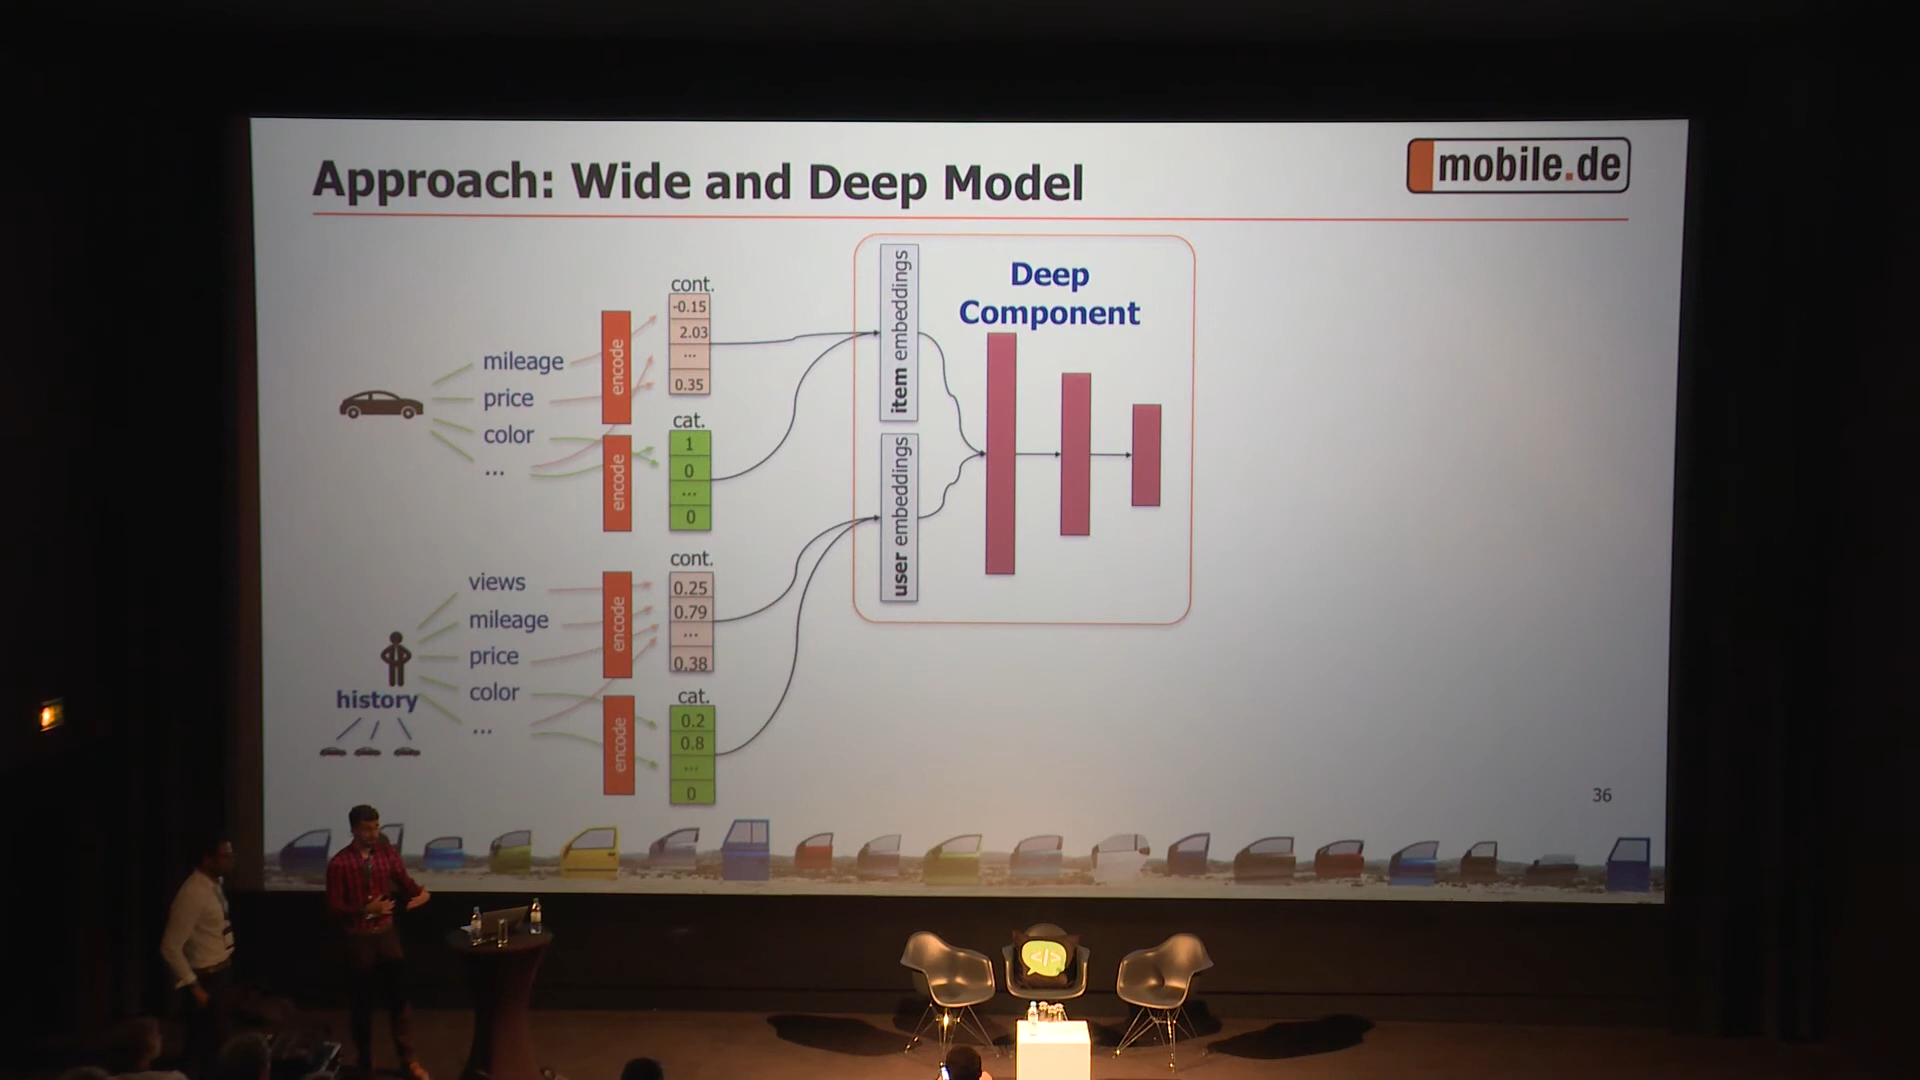 Approach: Wide and Deep Model
mobile.de
mileage
price
color
...
encode
encode
cont.
-0.15
2.03
...
0.35
cat.
1
0
...
0
item embeddings
user embeddings
Deep
Component
views
mileage
price
color
...
history
encode
encode
cont.
0.25
0.79
...
0.38
cat.
0.2
0.8
...
0
36
</>